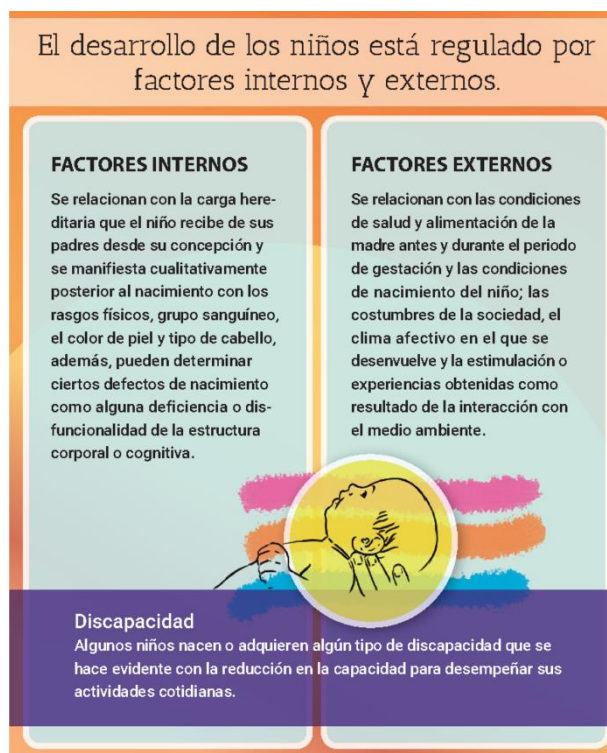 El desarrollo de los niños está regulado por
factores internos y externos.
FACTORES INTERNOS
Se relacionan con la carga here-
ditaria que el niño recibe de sus
padres desde su concepción y
se manifiesta cualitativamente
posterior al nacimiento con los
rasgos físicos, grupo sanguíneo,
el color de piel y tipo de cabello,
además, pueden determinar
ciertos defectos de nacimiento
como alguna deficiencia o dis-
funcionalidad de la estructura
corporal o cognitiva.
FACTORES EXTERNOS
Se relacionan con las condiciones
de salud y alimentación de la
madre antes y durante el periodo
de gestación y las condiciones
de nacimiento del niño; las
costumbres de la sociedad, el
clima afectivo en el que se
desenvuelve y la estimulación o
experiencias obtenidas como
resultado de la interacción con
el medio ambiente.
Discapacidad
Algunos niños nacen o adquieren algún tipo de discapacidad que se
hace evidente con la reducción en la capacidad para desempeñar sus
actividades cotidianas.